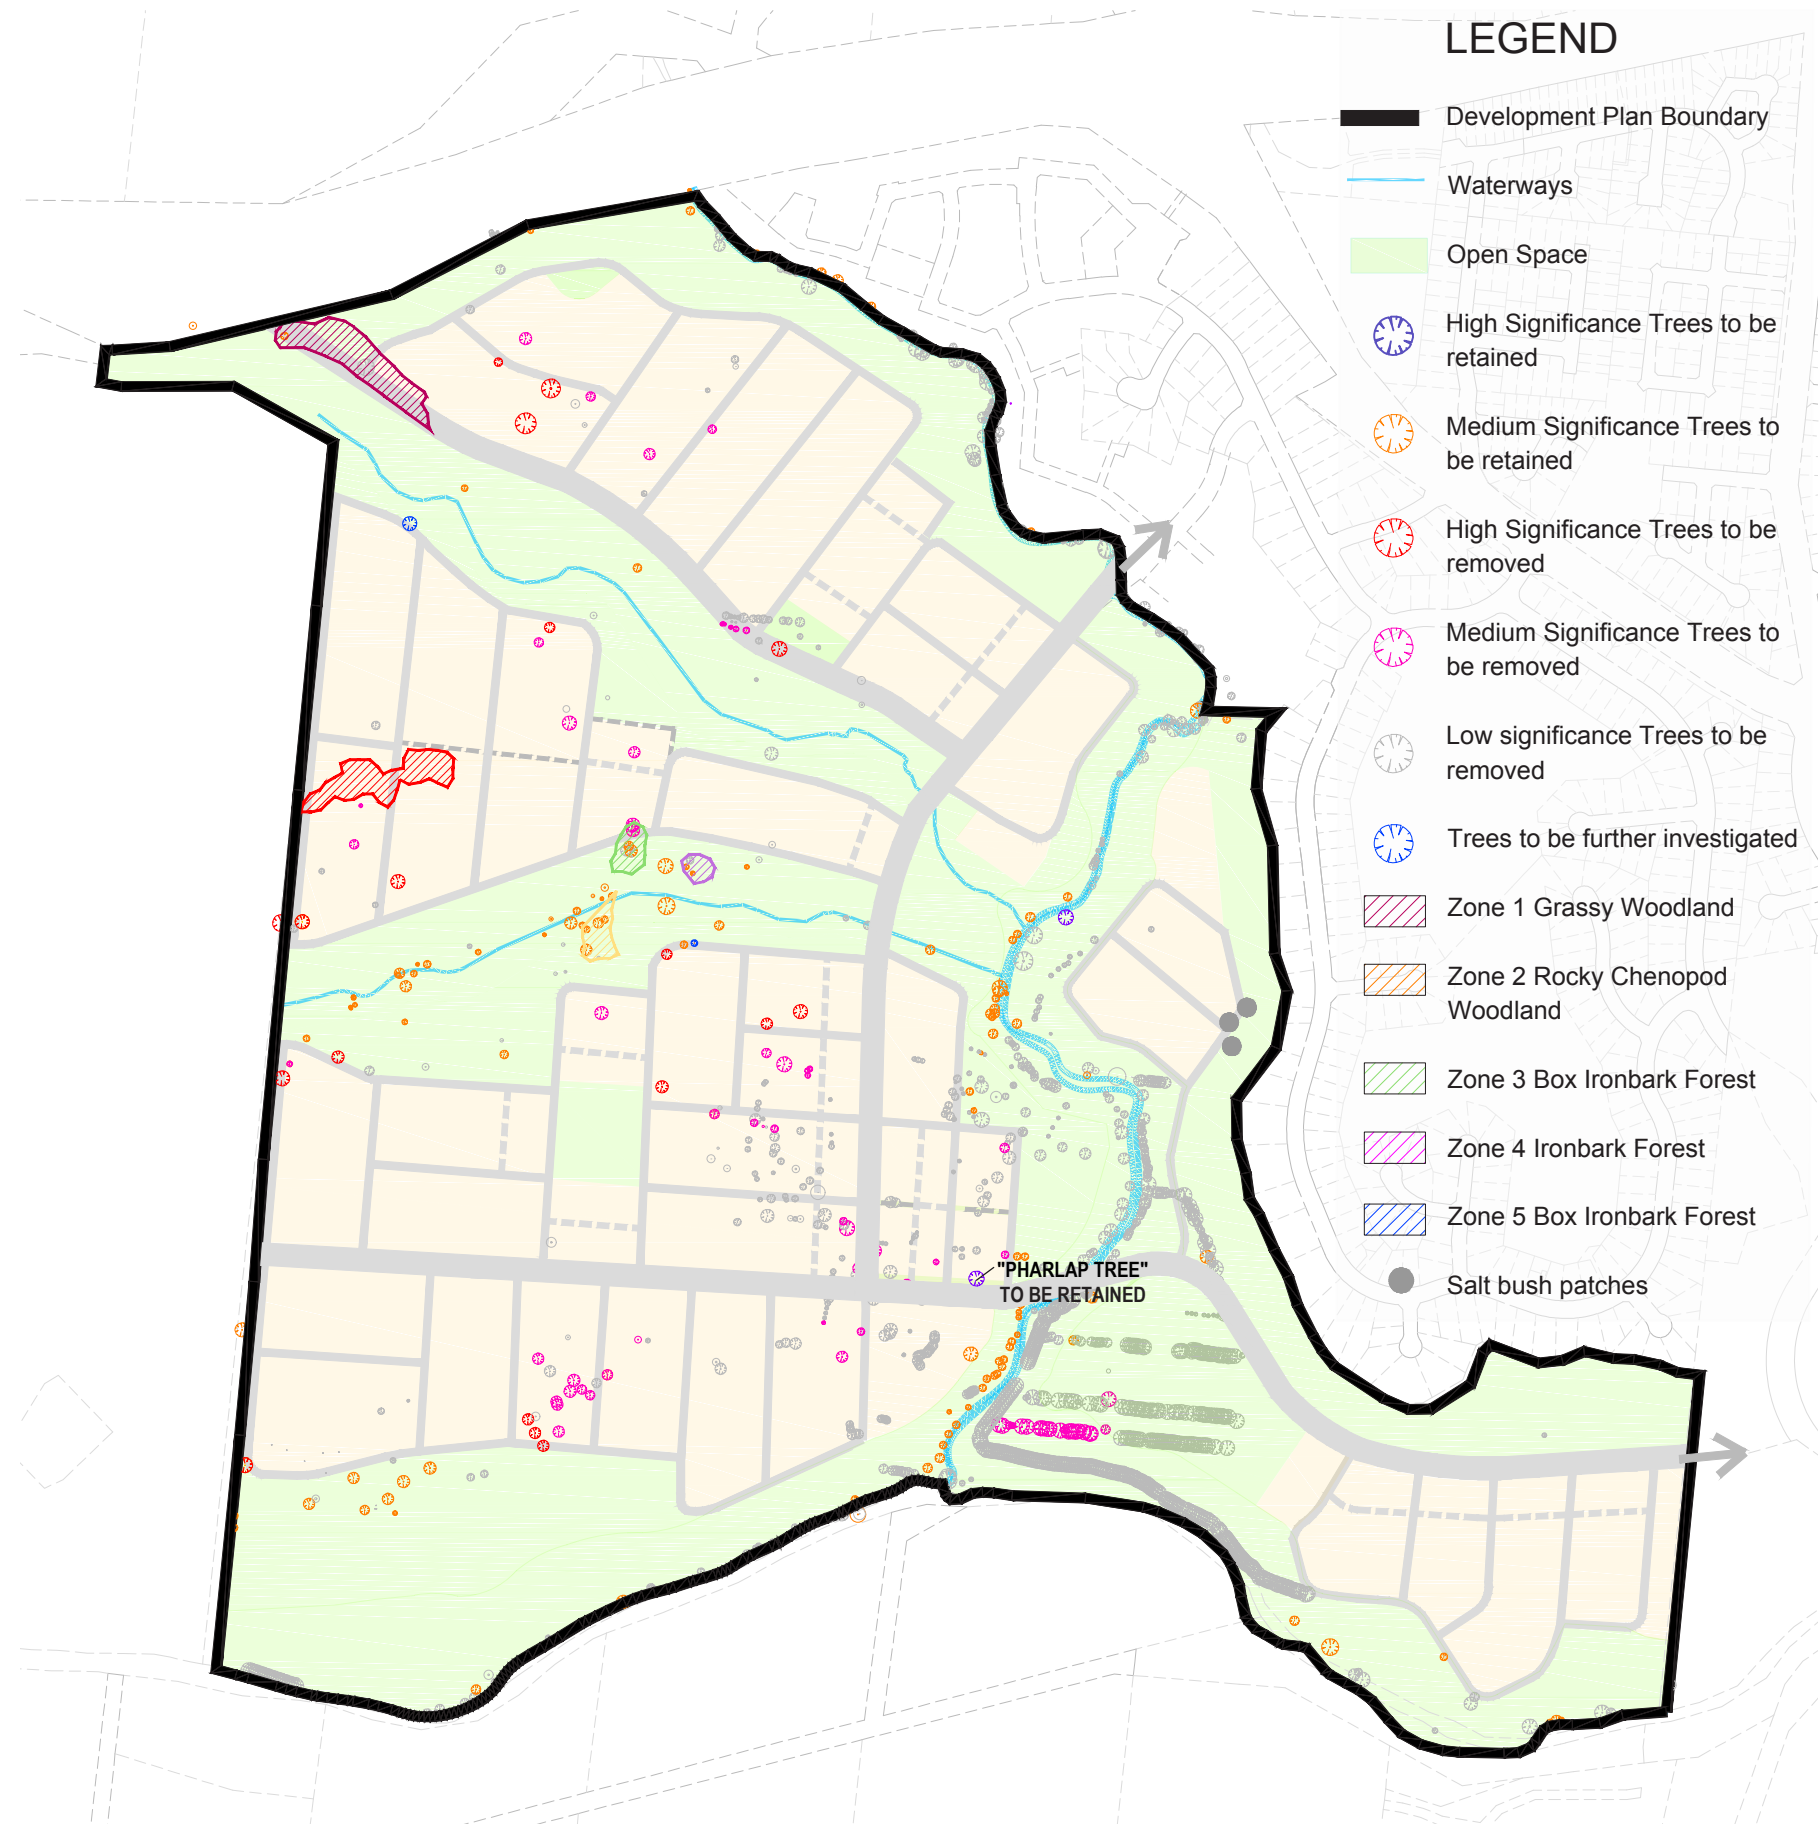 LEGEND
Development Plan Boundary
Waterways
Open Space
High Significance Trees to be
retained
Medium Significance Trees to
be retained
High Significance Trees to be
removed
Medium Significance Trees to
be removed
Low significance Trees to be
removed
Trees to be further investigated
Zone 1 Grassy Woodland
Zone 2 Rocky Chenopod
Woodland
Zone 3 Box Ironbark Forest
Zone 4 Ironbark Forest
Zone 5 Box Ironbark Forest
Salt bush patches
"PHARLAP TREE"
TO BE RETAINED